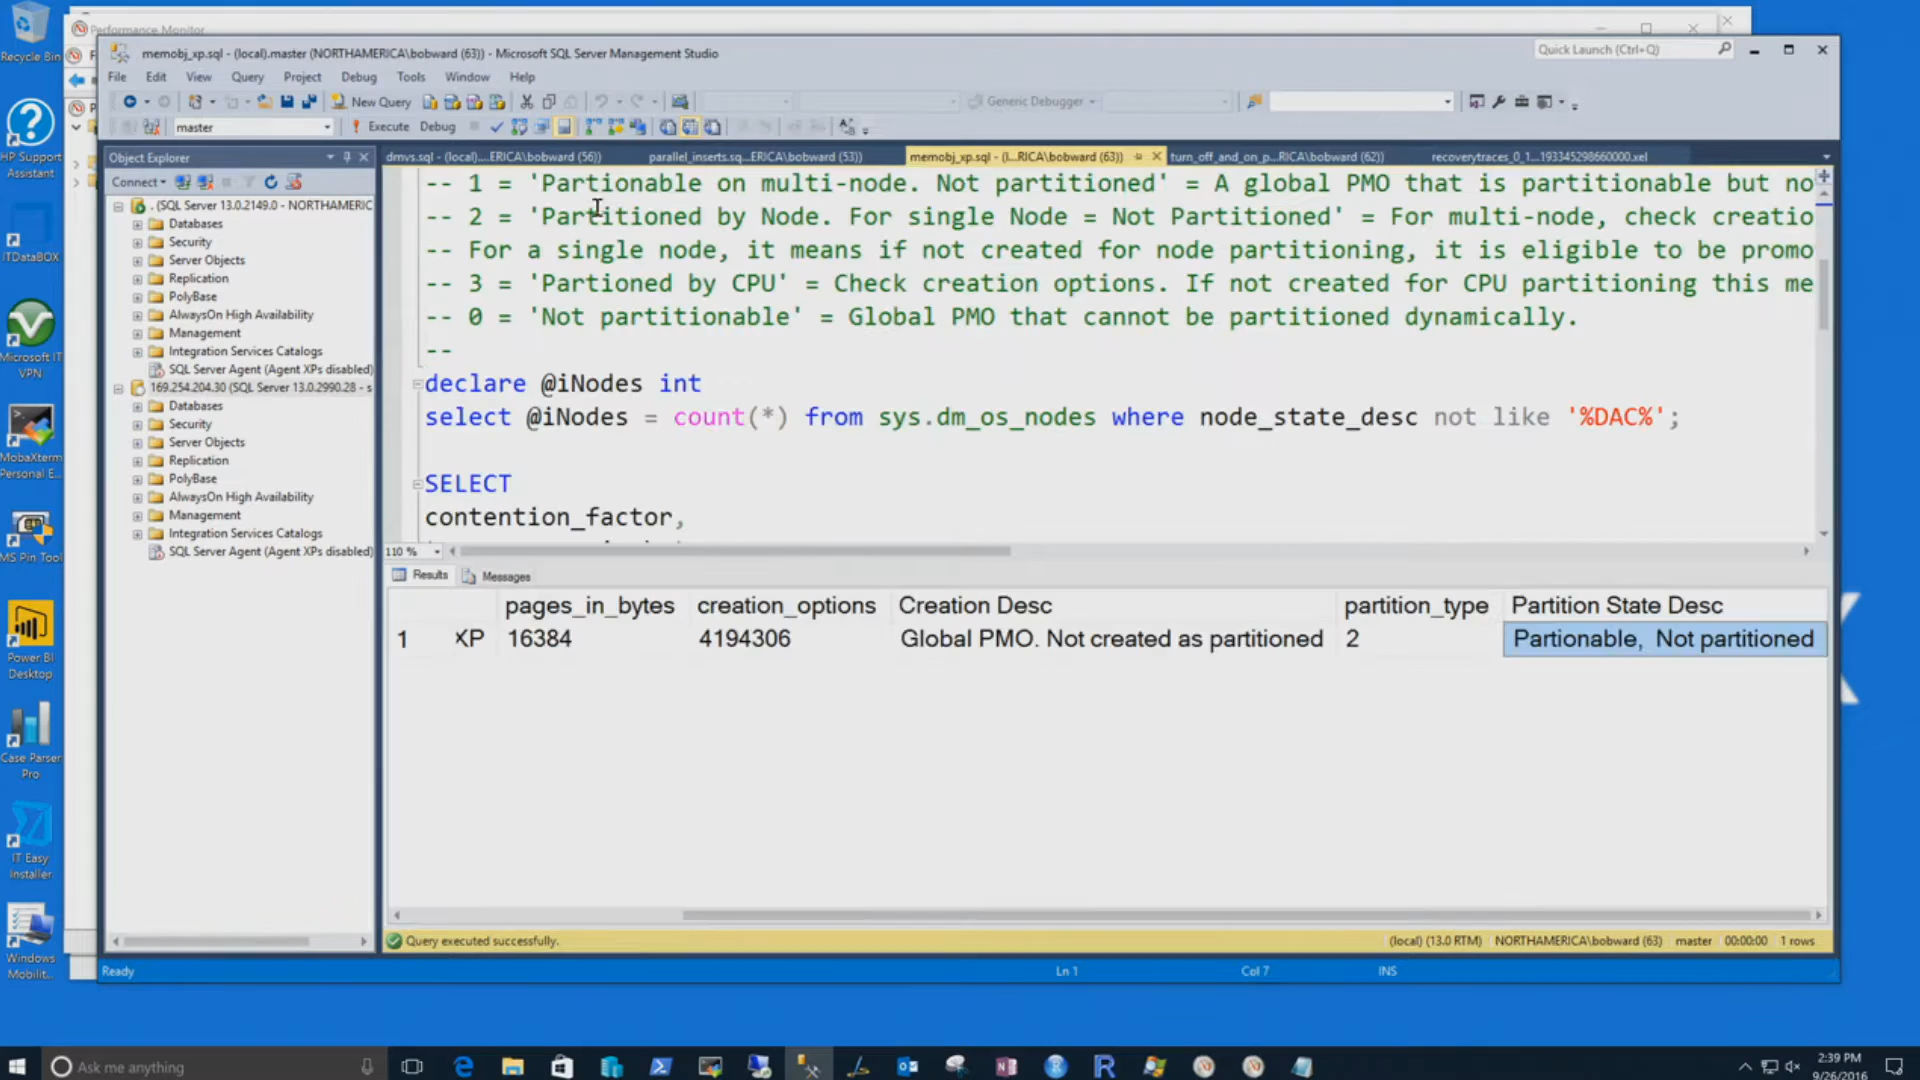 Performance Monitor
memobj_xp.sql - (local).master (NORTHAMERICA\bobward (63)) - Microsoft SQL Server Management Studio
Quick Launch (Ctrl+Q)
File Edit View Query Project Debug Tools Window Help
New Query
Generic Debugger
master
Execute Debug
Object Explorer
dmvs.sql - (local)....ERICA\bobward (56))
parallel_inserts.sq...ERICA\bobward (53))
memobj_xp.sql - (l...RICA\bobward (63))
turn_off_and_on_p...RICA\bobward (62))
recoverytraces_0_1...193345298660000.xel
Connect
. (SQL Server 13.0.2149.0 - NORTHAMERIC
Databases
Security
Server Objects
Replication
PolyBase
AlwaysOn High Availability
Management
Integration Services Catalogs
SQL Server Agent (Agent XPs disabled)
169.254.204.30 (SQL Server 13.0.2990.28 - s
Databases
Security
Server Objects
Replication
PolyBase
AlwaysOn High Availability
Management
Integration Services Catalogs
SQL Server Agent (Agent XPs disabled)
-- 1 = 'Partionable on multi-node. Not partitioned' = A global PMO that is partitionable but no
-- 2 = 'Partitioned by Node. For single Node = Not Partitioned' = For multi-node, check creatio
-- For a single node, it means if not created for node partitioning, it is eligible to be promo
-- 3 = 'Partioned by CPU' = Check creation options. If not created for CPU partitioning this me
-- 0 = 'Not partitionable' = Global PMO that cannot be partitioned dynamically.
--
declare @iNodes int
select @iNodes = count(*) from sys.dm_os_nodes where node_state_desc not like '%DAC%';
SELECT
contention_factor,
110 %
Results Messages
pages_in_bytes creation_options Creation Desc partition_type Partition State Desc
1 XP 16384 4194306 Global PMO. Not created as partitioned 2 Partionable, Not partitioned
Query executed successfully.
(local) (13.0 RTM) NORTHAMERICA\bobward (63) master 00:00:00 1 rows
Ready
Ln 1
Col 7
INS
Recycle Bin
HP Support
Assistant
ITDataBOX
Microsoft IT
VPN
MobaXterm
Personal E...
MS Pin Tool
Power BI
Desktop
Case Parser
Pro
IT Easy
Installer
Windows
Mobilit...
Ask me anything
2:39 PM
9/26/2016